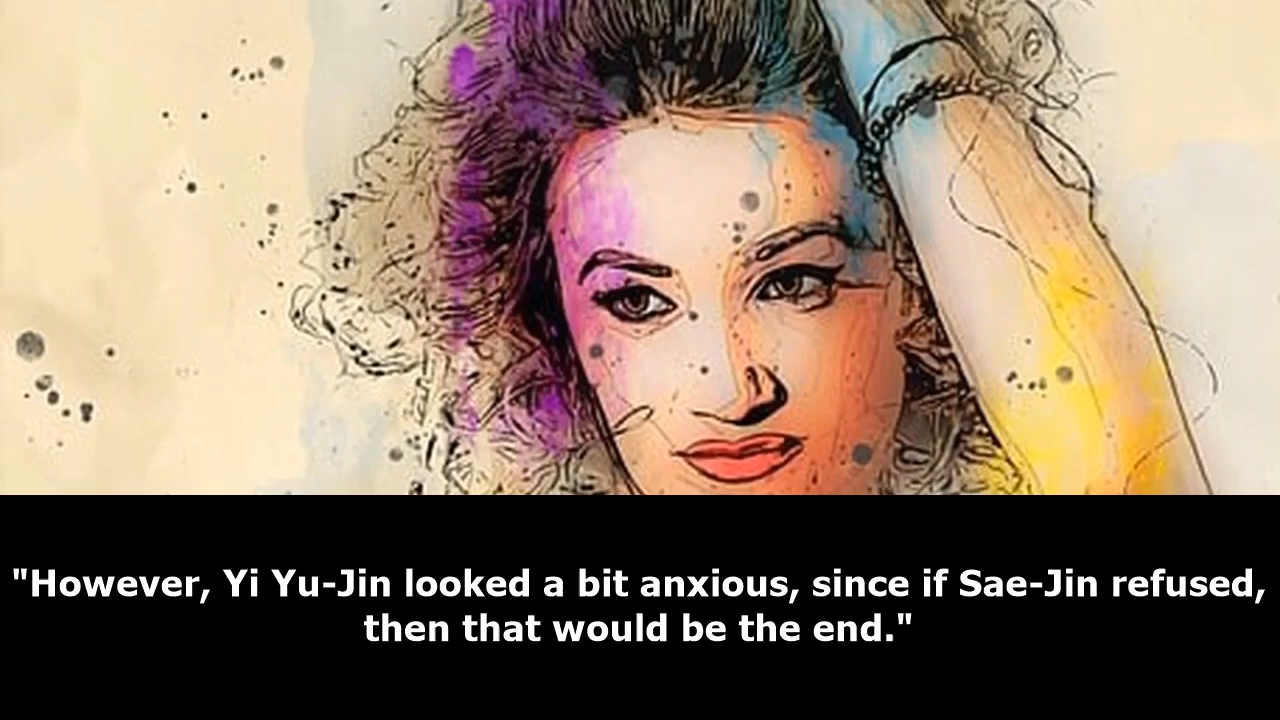 "However, Yi Yu-Jin looked a bit anxious, since if Sae-Jin refused,
then that would be the end."